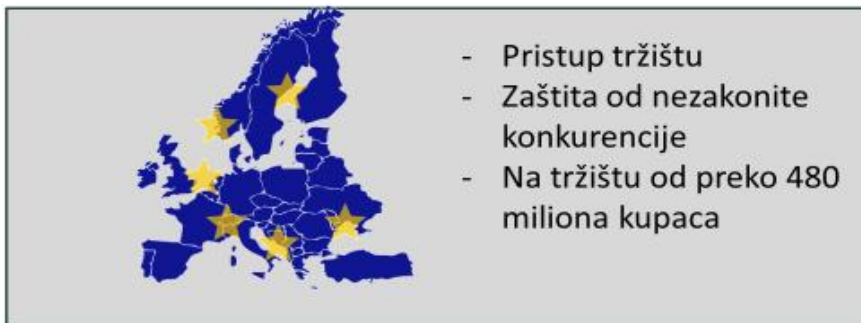 - Pristup tržištu
- Zaštita od nezakonite
konkurencije
- Na tržištu od preko 480
miliona kupaca